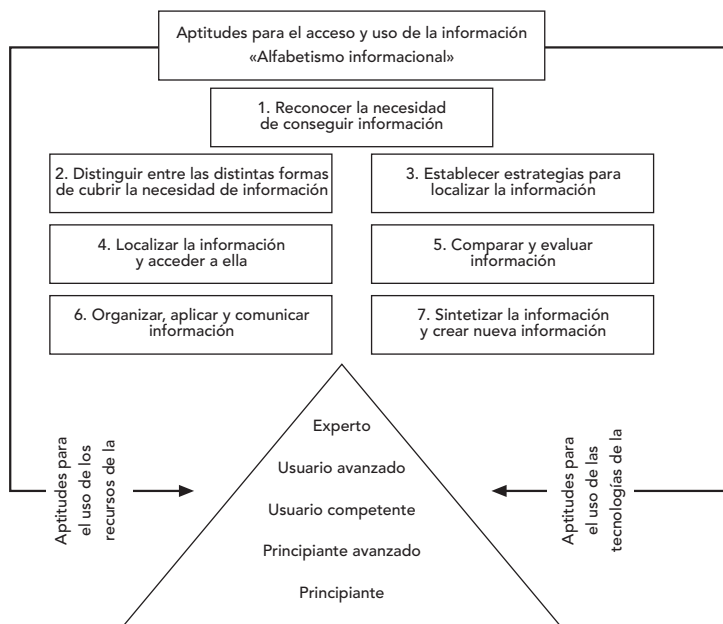 Aptitudes para el acceso y uso de la información
«Alfabetismo informacional»
1. Reconocer la necesidad
de conseguir información
2. Distinguir entre las distintas formas
de cubrir la necesidad de información
3. Establecer estrategias para
localizar la información
4. Localizar la información
y acceder a ella
5. Comparar y evaluar
información
6. Organizar, aplicar y comunicar
información
7. Sintetizar la información
y crear nueva información
Aptitudes para
el uso de los
recursos de la
Experto
Usuario avanzado
Usuario competente
Principiante avanzado
Principiante
Aptitudes para
el uso de las
tecnologías de la